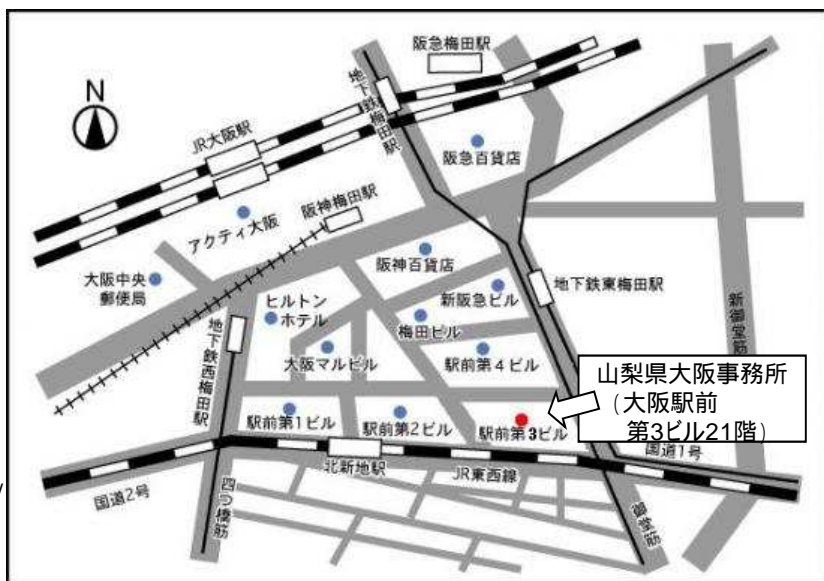 阪急梅田駅
N
地下鉄梅田駅
JR大阪駅
阪急百貨店
阪神梅田駅
アクティ大阪
大阪中央
郵便局
阪神百貨店
地下鉄東梅田駅
新阪急ビル
ヒルトン
ホテル
梅田ビル
新御堂筋
地下鉄西梅田駅
大阪マルビル
駅前第4ビル
山梨県大阪事務所
(大阪駅前
第3ビル21階)
駅前第1ビル
駅前第2ビル
駅前第3ビル
国道1号
北新地駅
JR東西線
国道2号
四つ橋筋
御堂筋
/